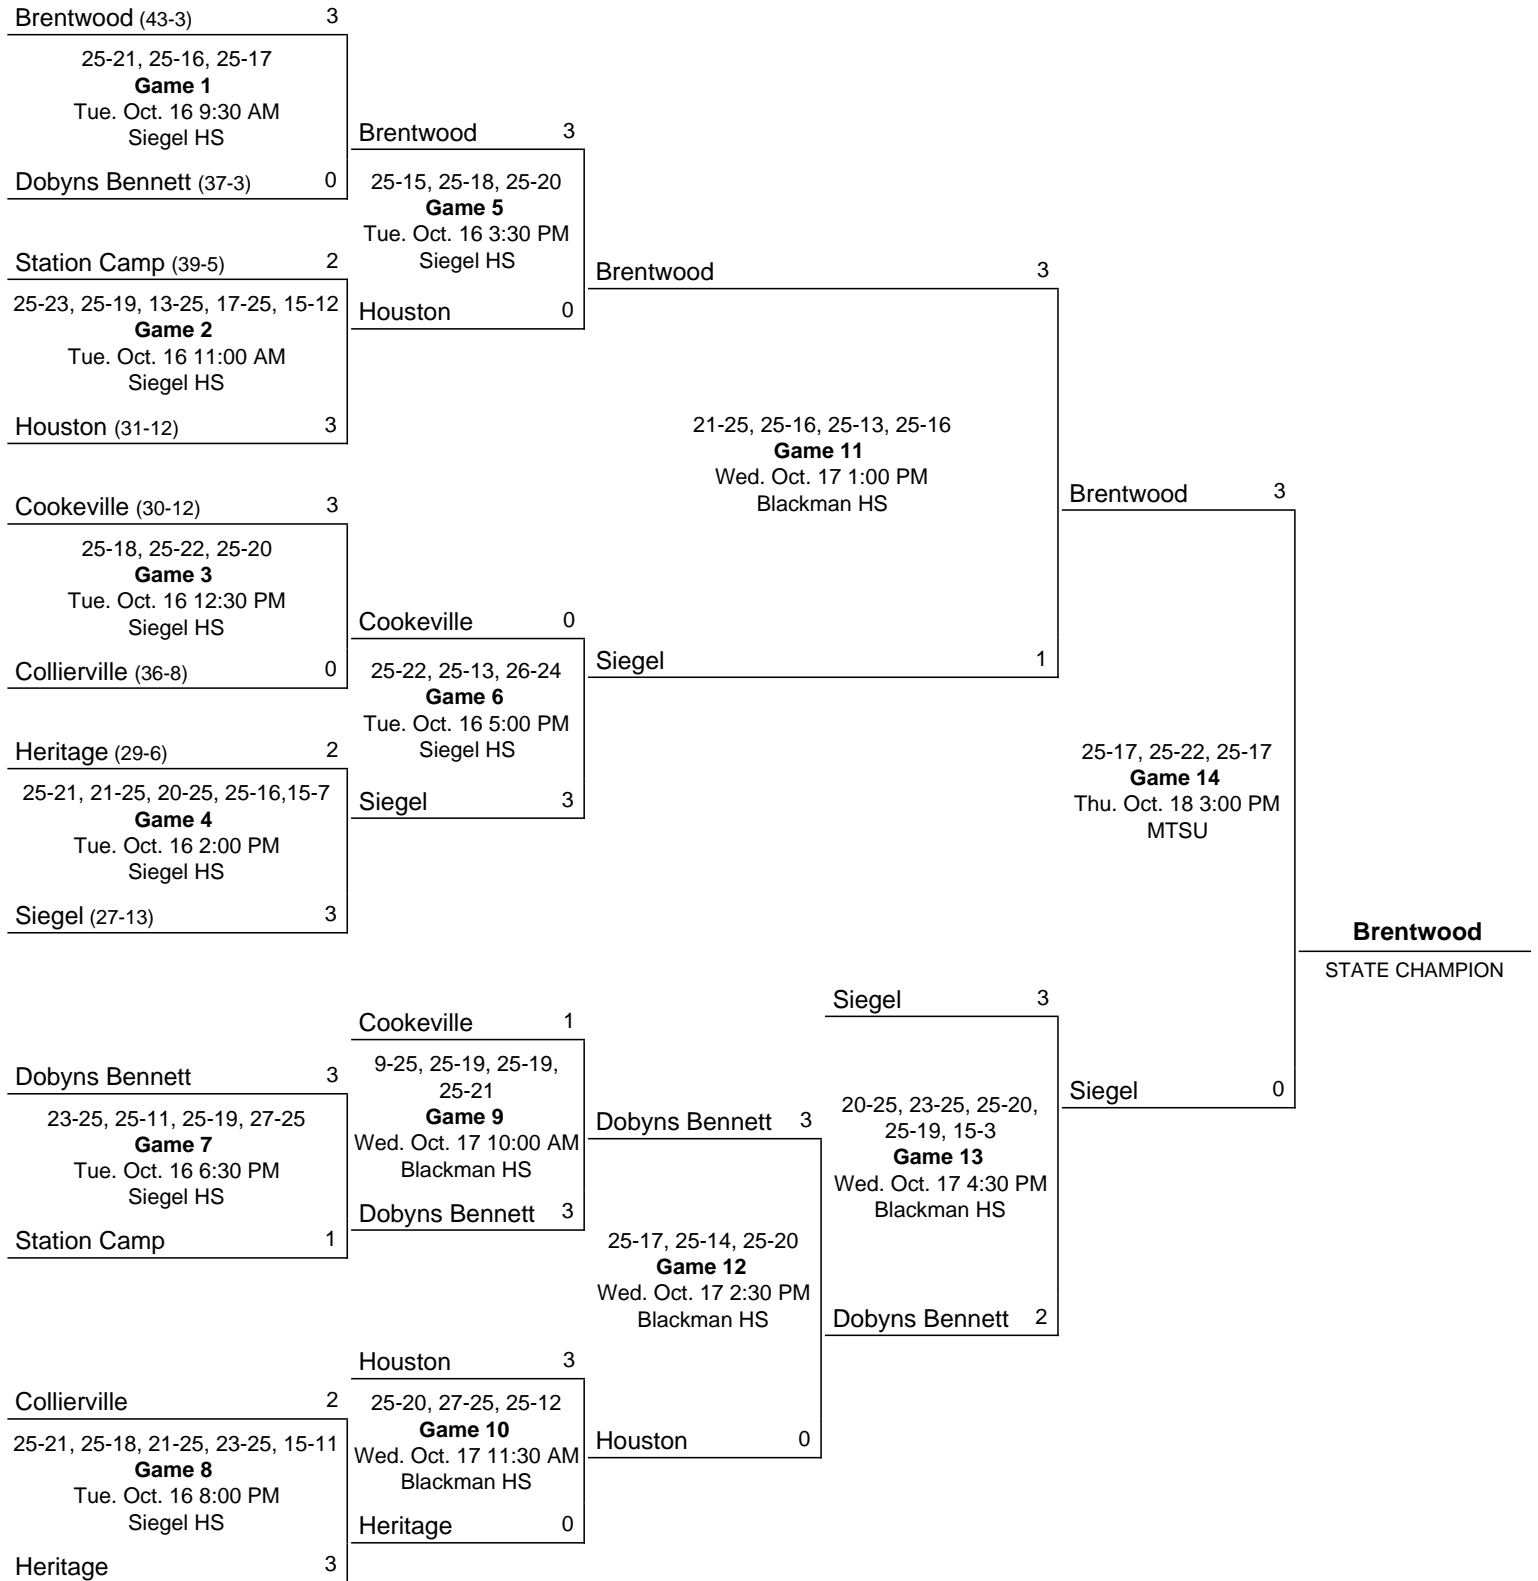 Brentwood (43-3) 3
25-21, 25-16, 25-17
Game 1
Tue. Oct. 16 9:30 AM
Siegel HS
Dobyns Bennett (37-3) 0
Station Camp (39-5) 2
25-23, 25-19, 13-25, 17-25, 15-12
Game 2
Tue. Oct. 16 11:00 AM
Siegel HS
Houston (31-12) 3
Cookeville (30-12) 3
25-18, 25-22, 25-20
Game 3
Tue. Oct. 16 12:30 PM
Siegel HS
Collierville (36-8) 0
Heritage (29-6) 2
25-21, 21-25, 20-25, 25-16,15-7
Game 4
Tue. Oct. 16 2:00 PM
Siegel HS
Siegel (27-13) 3
Brentwood 3
25-15, 25-18, 25-20
Game 5
Tue. Oct. 16 3:30 PM
Siegel HS
Houston 0
Cookeville 0
25-22, 25-13, 26-24
Game 6
Tue. Oct. 16 5:00 PM
Siegel HS
Siegel 3
Brentwood 3
21-25, 25-16, 25-13, 25-16
Game 11
Wed. Oct. 17 1:00 PM
Blackman HS
Siegel 1
Brentwood 3
25-17, 25-22, 25-17
Game 14
Thu. Oct. 18 3:00 PM
MTSU
Siegel 0
Brentwood
STATE CHAMPION
Dobyns Bennett 3
23-25, 25-11, 25-19, 27-25
Game 7
Tue. Oct. 16 6:30 PM
Siegel HS
Station Camp 1
Collierville 2
25-21, 25-18, 21-25, 23-25, 15-11
Game 8
Tue. Oct. 16 8:00 PM
Siegel HS
Heritage 3
Cookeville 1
9-25, 25-19, 25-19,
25-21
Game 9
Wed. Oct. 17 10:00 AM
Blackman HS
Dobyns Bennett 3
Houston 3
25-20, 27-25, 25-12
Game 10
Wed. Oct. 17 11:30 AM
Blackman HS
Heritage 0
Dobyns Bennett 3
25-17, 25-14, 25-20
Game 12
Wed. Oct. 17 2:30 PM
Blackman HS
Houston 0
Siegel 3
20-25, 23-25, 25-20,
25-19, 15-3
Game 13
Wed. Oct. 17 4:30 PM
Blackman HS
Dobyns Bennett 2